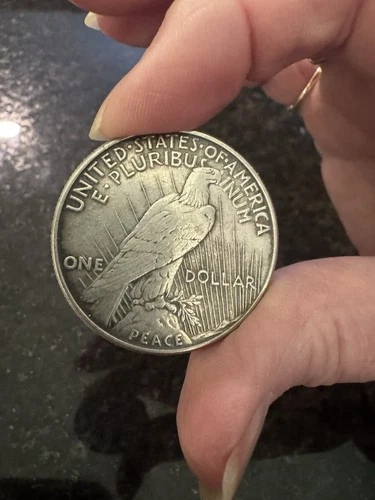 UNITED·STATES·OF·AMERICA
E·PLURIBUS UNUM
ONE DOLLAR
PEACE